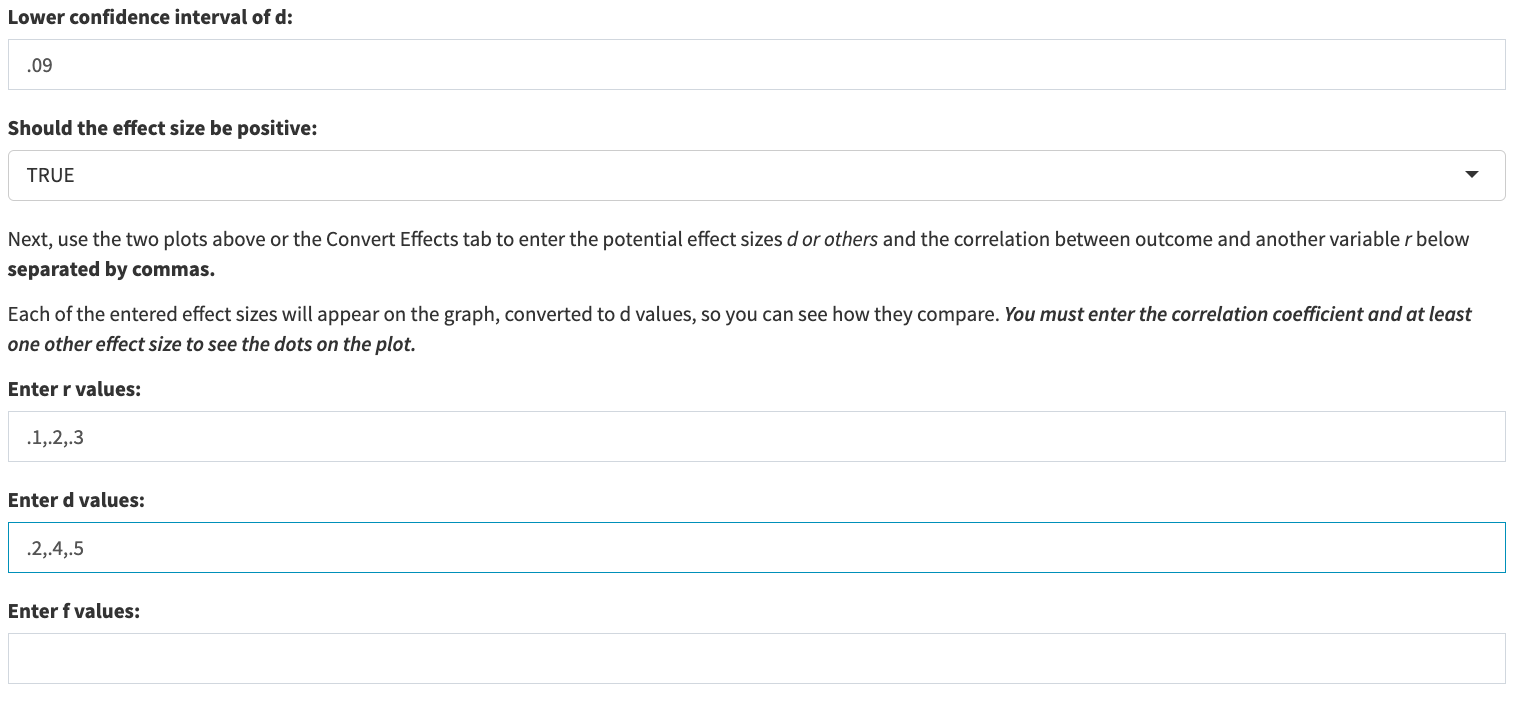 Lower confidence interval of d:
.09
Should the effect size be positive:
TRUE
Next, use the two plots above or the Convert Effects tab to enter the potential effect sizes d or others and the correlation between outcome and another variable r below
separated by commas.
Each of the entered effect sizes will appear on the graph, converted to d values, so you can see how they compare. You must enter the correlation coefficient and at least
one other effect size to see the dots on the plot.
Enter r values:
.1,.2,.3
Enter d values:
.2,.4,.5
Enter f values: